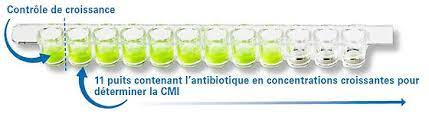 Contrôle de croissance
11 puits contenant l'antibiotique en concentrations croissantes pour
déterminer la CMI